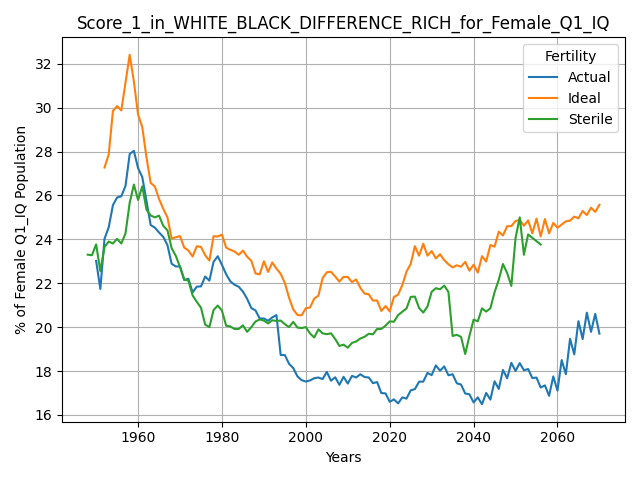 Score_1_in_WHITE_BLACK_DIFFERENCE_RICH_for_Female_Q1_IQ
Fertility
Actual
Ideal
Sterile
% of Female Q1_IQ Population
32
30
28
26
24
22
20
18
16
1960
1980
2000
2020
2040
2060
Years